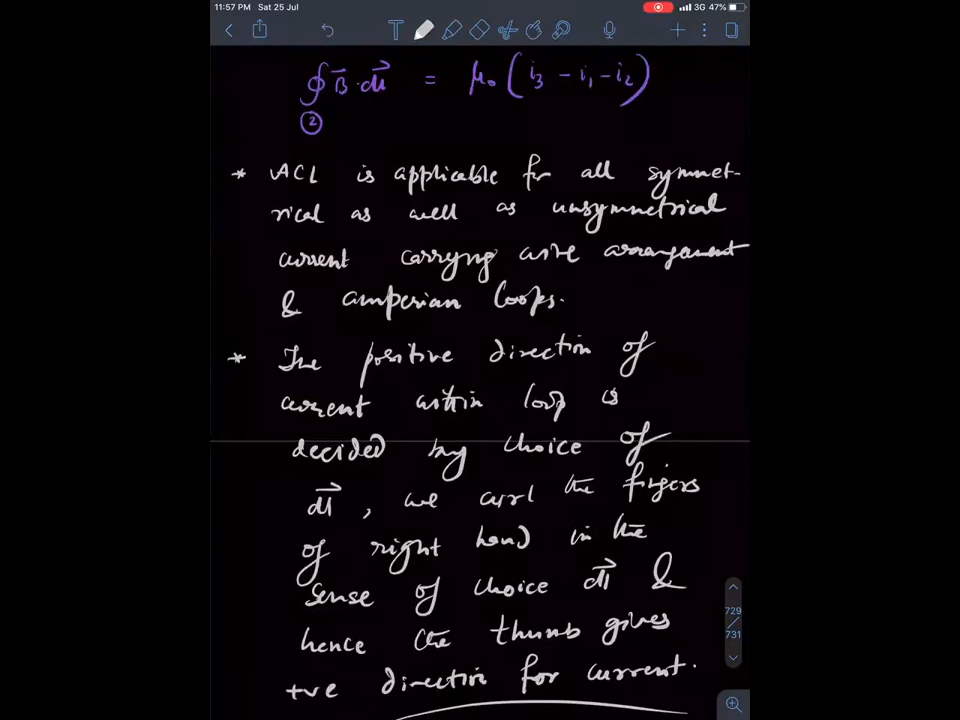 11:57 PM Sat 25 Jul 3G 47%
∮ B⃗·dl⃗ = μ₀ (i₃ - i₁ - i₂)
②
* ACL is applicable for all symmet-
rical as well as unsymmetrical
current carryng wire arrangement
& amperian loops.
* The positive direction of
current within loop is
decided by choice of
dl⃗, we curl the figers
of right hand in the
sense of choice dl⃗ &
hence the thumb gives
+ve direction for current.
729
731